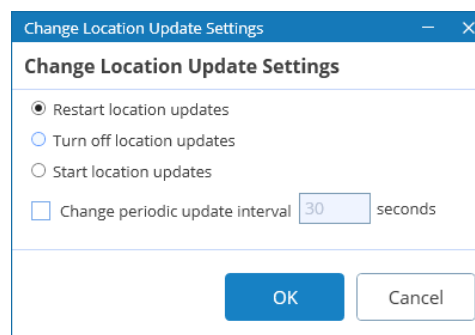 Change Location Update Settings
Change Location Update Settings
Restart location updates
Turn off location updates
Start location updates
Change periodic update interval 30 seconds
OK Cancel